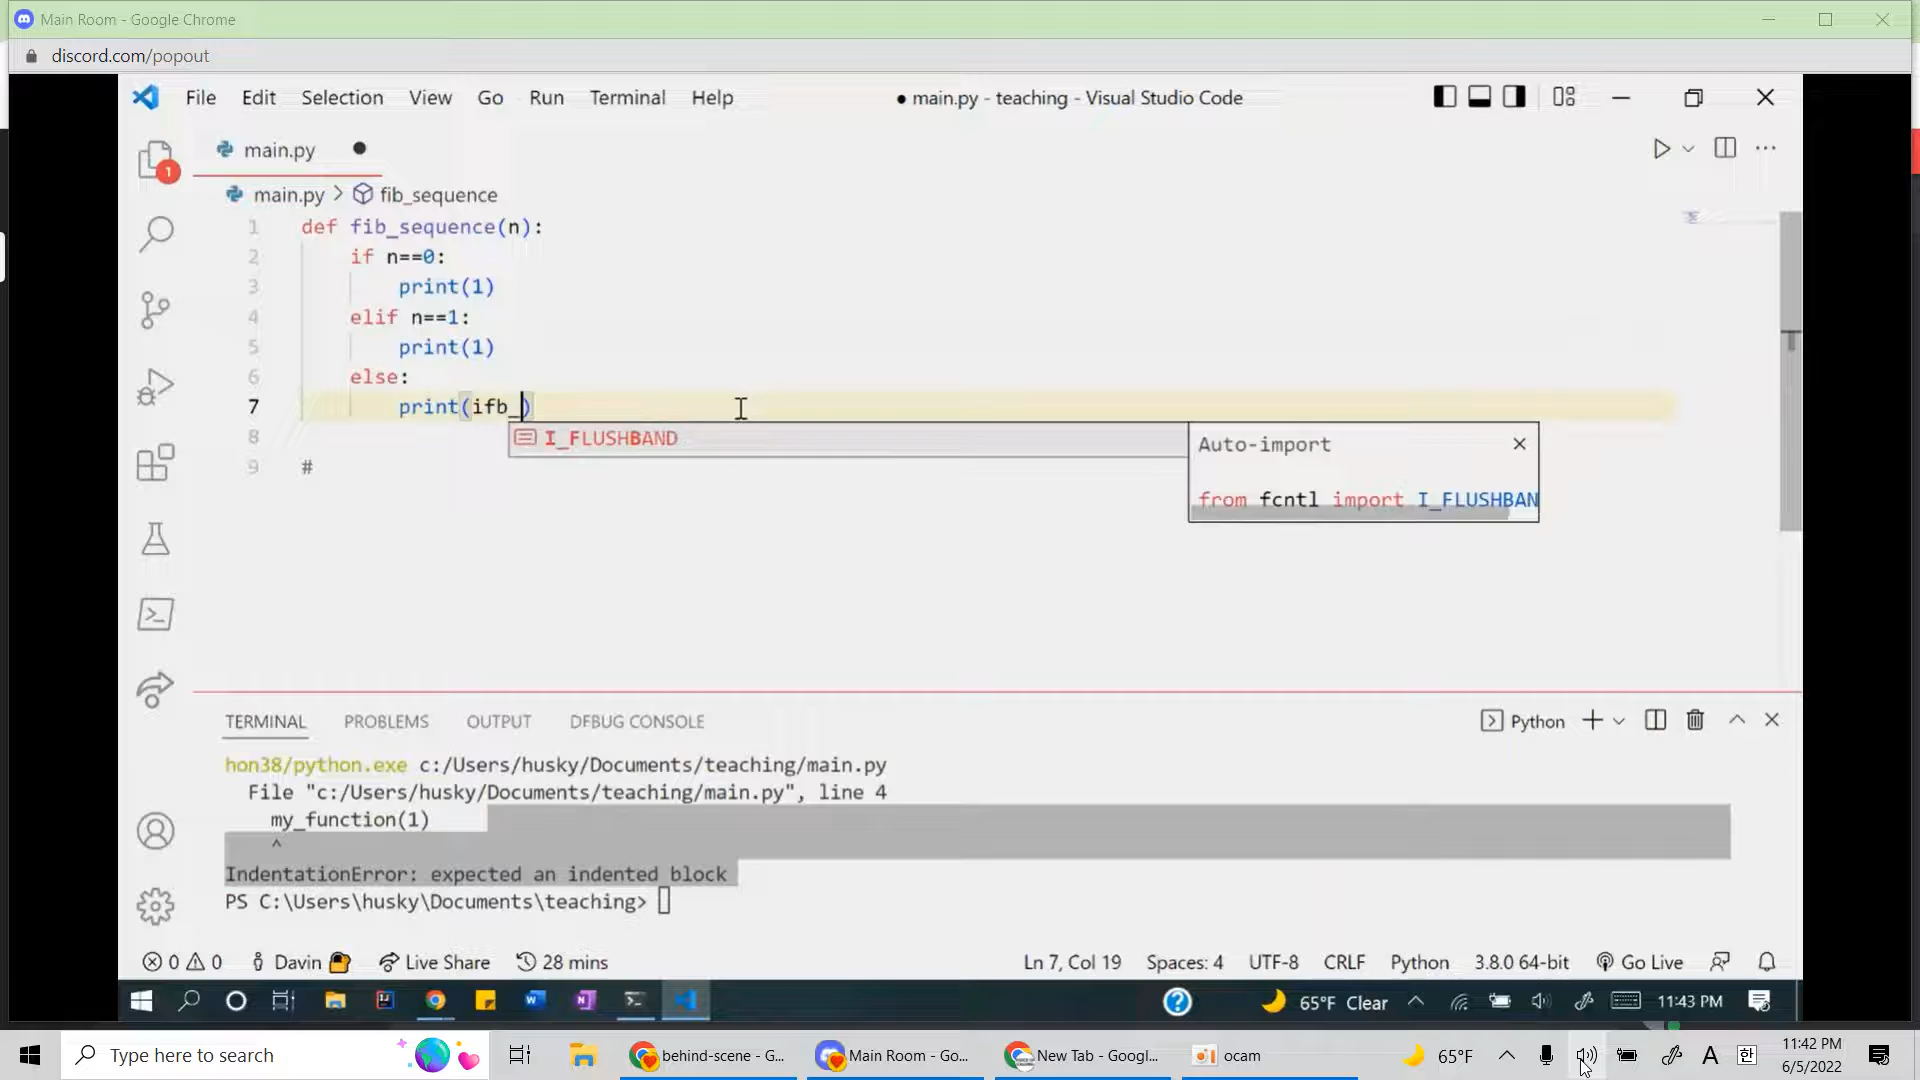 Main Room - Google Chrome
discord.com/popout
File Edit Selection View Go Run Terminal Help
● main.py - teaching - Visual Studio Code
main.py ●
1
main.py > fib_sequence
1 def fib_sequence(n):
2 if n==0:
3 print(1)
4 elif n==1:
5 print(1)
6 else:
7 print(ifb_)
8
9 #
I_FLUSHBAND
Auto-import
from fcntl import I_FLUSHBAN
TERMINAL PROBLEMS OUTPUT DEBUG CONSOLE
Python
hon38/python.exe c:/Users/husky/Documents/teaching/main.py
File "c:/Users/husky/Documents/teaching/main.py", line 4
my_function(1)
^
IndentationError: expected an indented block
PS C:\Users\husky\Documents\teaching>
0 0 Davin Live Share 28 mins
Ln 7, Col 19 Spaces: 4 UTF-8 CRLF Python 3.8.0 64-bit Go Live
65°F Clear 11:43 PM
Type here to search
behind-scene - G...
Main Room - Go...
New Tab - Googl...
ocam
65°F
A 한
11:42 PM
6/5/2022